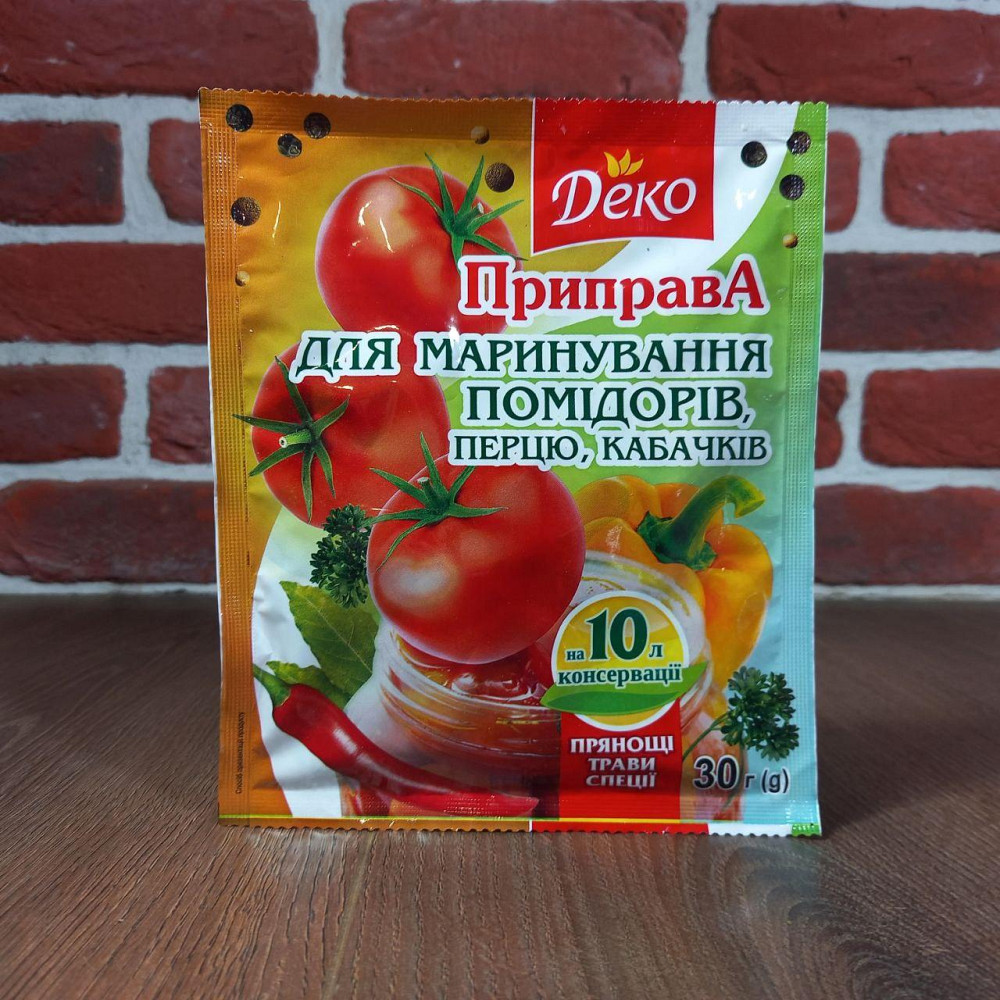 Деко
ПриправА
ДЛЯ МАРИНУВАННЯ
ПОМІДОРІВ,
ПЕРЦЮ, КАБАЧКІВ
на 10 л
консервації
ПРЯНОЩІ
ТРАВИ
СПЕЦІЇ
30 г (g)